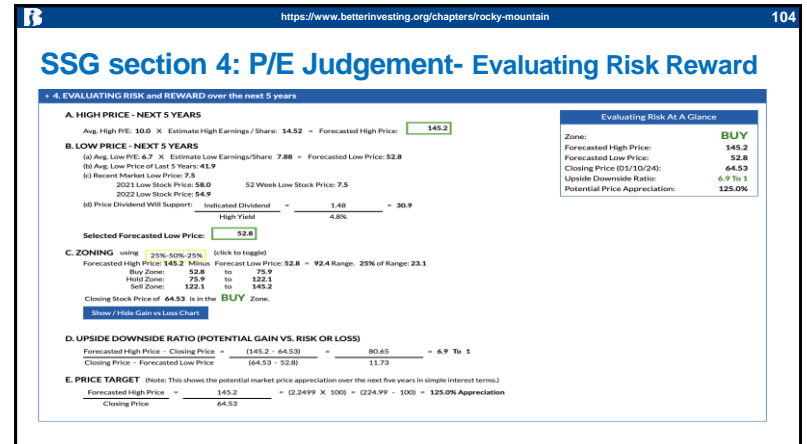 https://www.betterinvesting.org/chapters/rocky-mountain
104
SSG section 4: P/E Judgement- Evaluating Risk Reward
4. EVALUATING RISK and REWARD over the next 5 years
A. HIGH PRICE - NEXT 5 YEARS
Avg. High P/E: 10.0 X Estimate High Earnings / Share: 14.52 = Forecasted High Price: 145.2
B. LOW PRICE - NEXT 5 YEARS
(a) Avg. Low P/E: 6.7 X Estimate Low Earnings/Share 7.88 = Forecasted Low Price: 52.8
(b) Avg. Low Price of Last 5 Years: 41.9
(c) Recent Market Low Price: 7.5
2021 Low Stock Price: 58.0 52 Week Low Stock Price: 7.5
2022 Low Stock Price: 54.9
(d) Price Dividend Will Support: Indicated Dividend = 1.48 = 30.9
High Yield 4.8%
Selected Forecasted Low Price: 52.8
C. ZONING using 25%-50%-25% (click to toggle)
Forecasted High Price: 145.2 Minus Forecast Low Price: 52.8 = 92.4 Range. 25% of Range: 23.1
Buy Zone: 52.8 to 75.9
Hold Zone: 75.9 to 122.1
Sell Zone: 122.1 to 145.2
Closing Stock Price of 64.53 is in the BUY Zone.
Show / Hide Gain vs Loss Chart
D. UPSIDE DOWNSIDE RATIO (POTENTIAL GAIN VS. RISK OR LOSS)
Forecasted High Price - Closing Price = (145.2 - 64.53) = 80.65 = 6.9 To 1
Closing Price - Forecasted Low Price (64.53 - 52.8) 11.73
E. PRICE TARGET (Note: This shows the potential market price appreciation over the next five years in simple interest terms.)
Forecasted High Price = 145.2 = (2.2499 X 100) = (224.99 - 100) = 125.0% Appreciation
Closing Price 64.53
Evaluating Risk At A Glance
Zone: BUY
Forecasted High Price: 145.2
Forecasted Low Price: 52.8
Closing Price (01/10/24): 64.53
Upside Downside Ratio: 6.9 To 1
Potential Price Appreciation: 125.0%